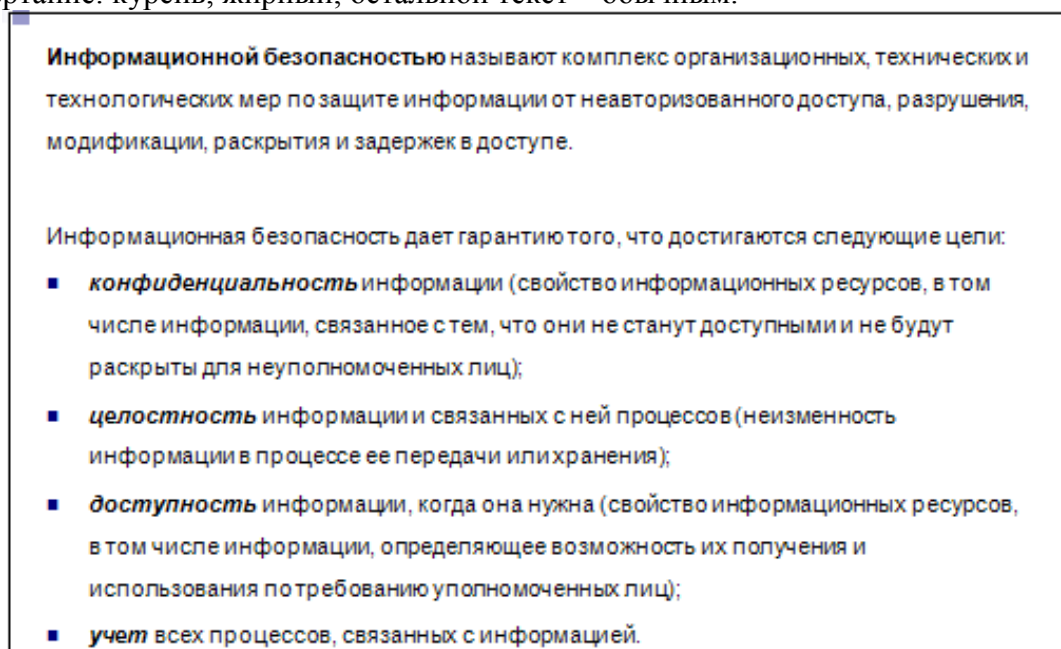 курень, жирный, остальной текст – обычным.
Информационной безопасностью называют комплекс организационных, технических и
технологических мер по защите информации от неавторизованного доступа, разрушения,
модификации, раскрытия и задержек в доступе.
Информационная безопасность дает гарантию того, что достигаются следующие цели:
▪ конфиденциальность информации (свойство информационных ресурсов, в том
числе информации, связанное с тем, что они не станут доступными и не будут
раскрыты для неуполномоченных лиц);
▪ целостность информации и связанных с ней процессов (неизменность
информации в процессе ее передачи или хранения);
▪ доступность информации, когда она нужна (свойство информационных ресурсов,
в том числе информации, определяющее возможность их получения и
использования по требованию уполномоченных лиц);
▪ учет всех процессов, связанных с информацией.